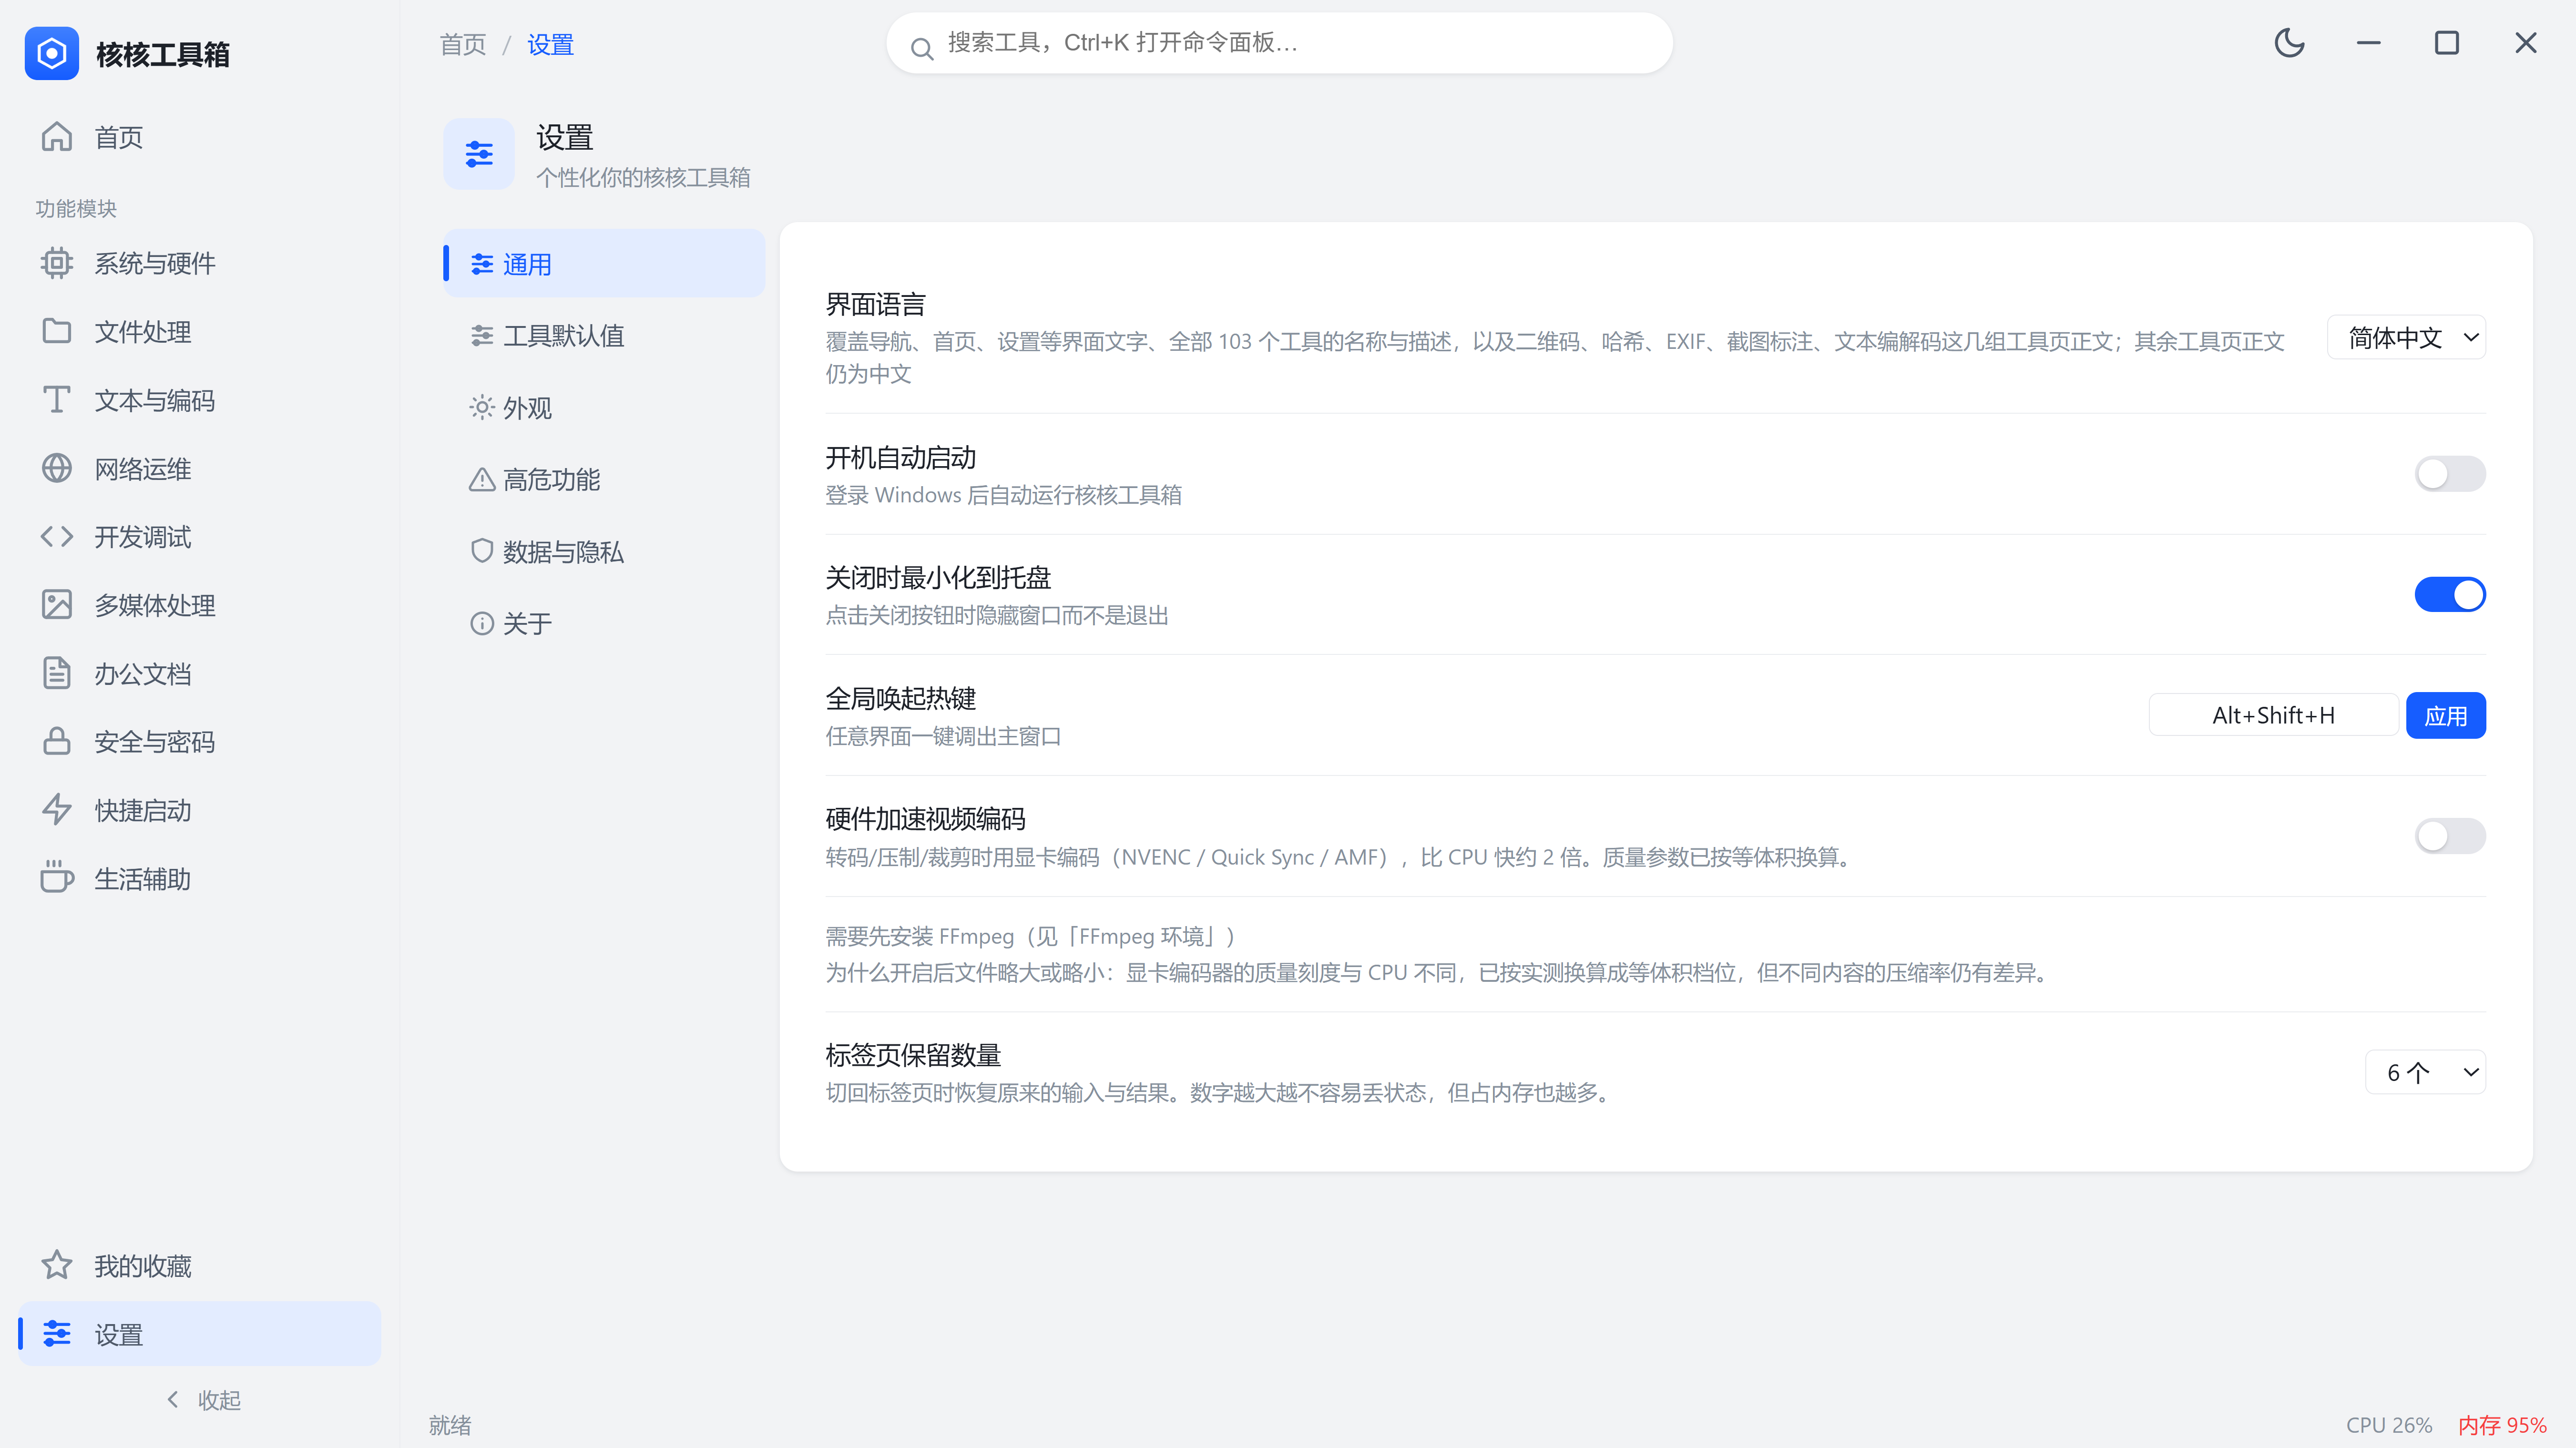 核核工具箱
首页 / 设置
搜索工具，Ctrl+K 打开命令面板…
首页
功能模块
系统与硬件
文件处理
文本与编码
网络运维
开发调试
多媒体处理
办公文档
安全与密码
快捷启动
生活辅助
我的收藏
设置
收起
设置
个性化你的核核工具箱
通用
工具默认值
外观
高危功能
数据与隐私
关于
界面语言
覆盖导航、首页、设置等界面文字、全部 103 个工具的名称与描述，以及二维码、哈希、EXIF、截图标注、文本编解码这几组工具页正文；其余工具页正文
仍为中文
简体中文
开机自动启动
登录 Windows 后自动运行核核工具箱
关闭时最小化到托盘
点击关闭按钮时隐藏窗口而不是退出
全局唤起热键
任意界面一键调出主窗口
Alt+Shift+H
应用
硬件加速视频编码
转码/压制/裁剪时用显卡编码（NVENC / Quick Sync / AMF），比 CPU 快约 2 倍。质量参数已按等体积换算。
需要先安装 FFmpeg（见「FFmpeg 环境」）
为什么开启后文件略大或略小：显卡编码器的质量刻度与 CPU 不同，已按实测换算成等体积档位，但不同内容的压缩率仍有差异。
标签页保留数量
切回标签页时恢复原来的输入与结果。数字越大越不容易丢状态，但占内存也越多。
6 个
就绪
CPU 26%
内存 95%